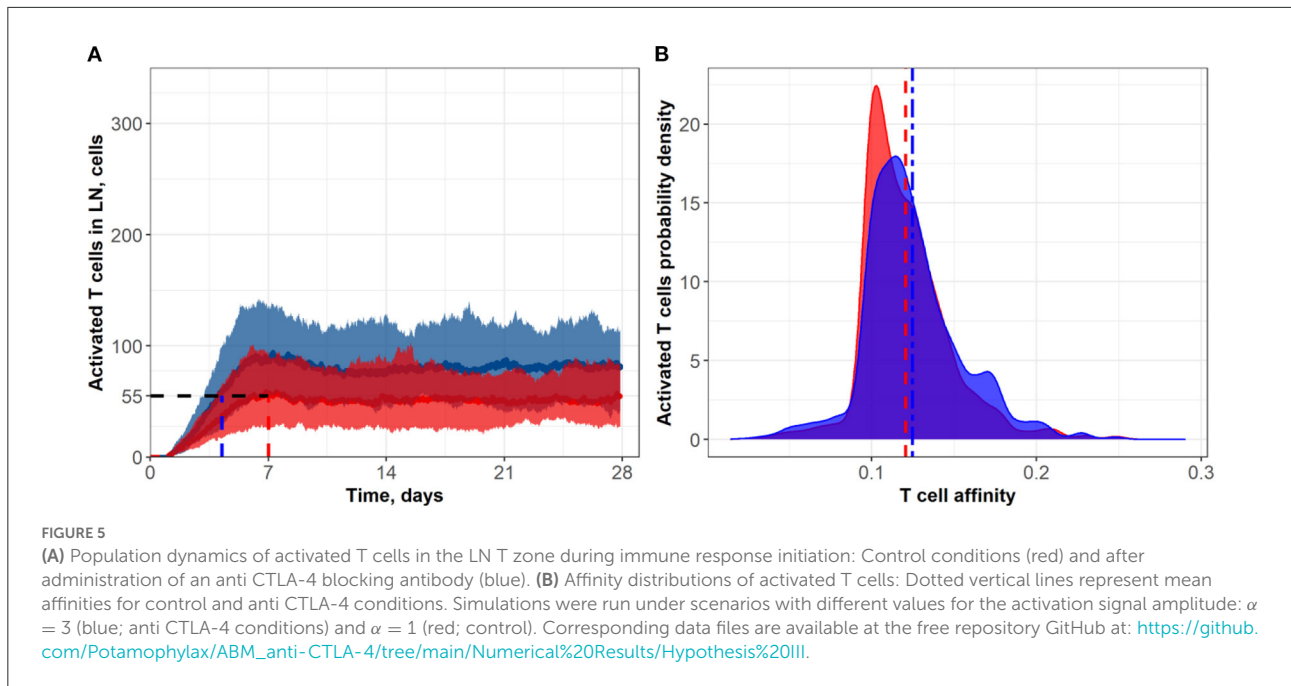 A
B
Activated T cells in LN, cells
300
200
100
55
0
0
7
14
21
28
Time, days
Activated T cells probability density
20
15
10
5
0
0.1
0.2
0.3
T cell affinity
FIGURE 5
(A) Population dynamics of activated T cells in the LN T zone during immune response initiation: Control conditions (red) and after
administration of an anti CTLA-4 blocking antibody (blue). (B) Affinity distributions of activated T cells: Dotted vertical lines represent mean
affinities for control and anti CTLA-4 conditions. Simulations were run under scenarios with different values for the activation signal amplitude: α
= 3 (blue; anti CTLA-4 conditions) and α = 1 (red; control). Corresponding data files are available at the free repository GitHub at: https://github.
com/Potamophylax/ABM_anti-CTLA-4/tree/main/Numerical%20Results/Hypothesis%20III.